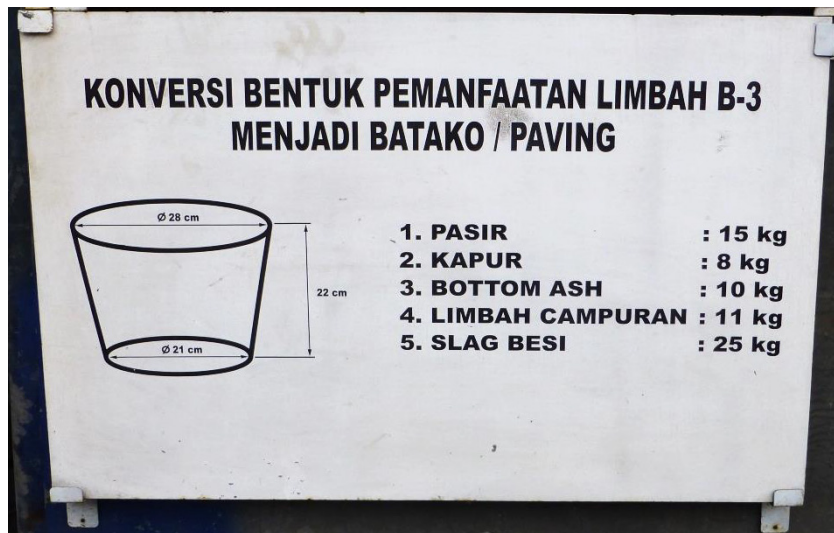 KONVERSI BENTUK PEMANFAATAN LIMBAH B-3
MENJADI BATAKO / PAVING
Ø 28 cm
22 cm
Ø 21 cm
1. PASIR : 15 kg
2. KAPUR : 8 kg
3. BOTTOM ASH : 10 kg
4. LIMBAH CAMPURAN : 11 kg
5. SLAG BESI : 25 kg